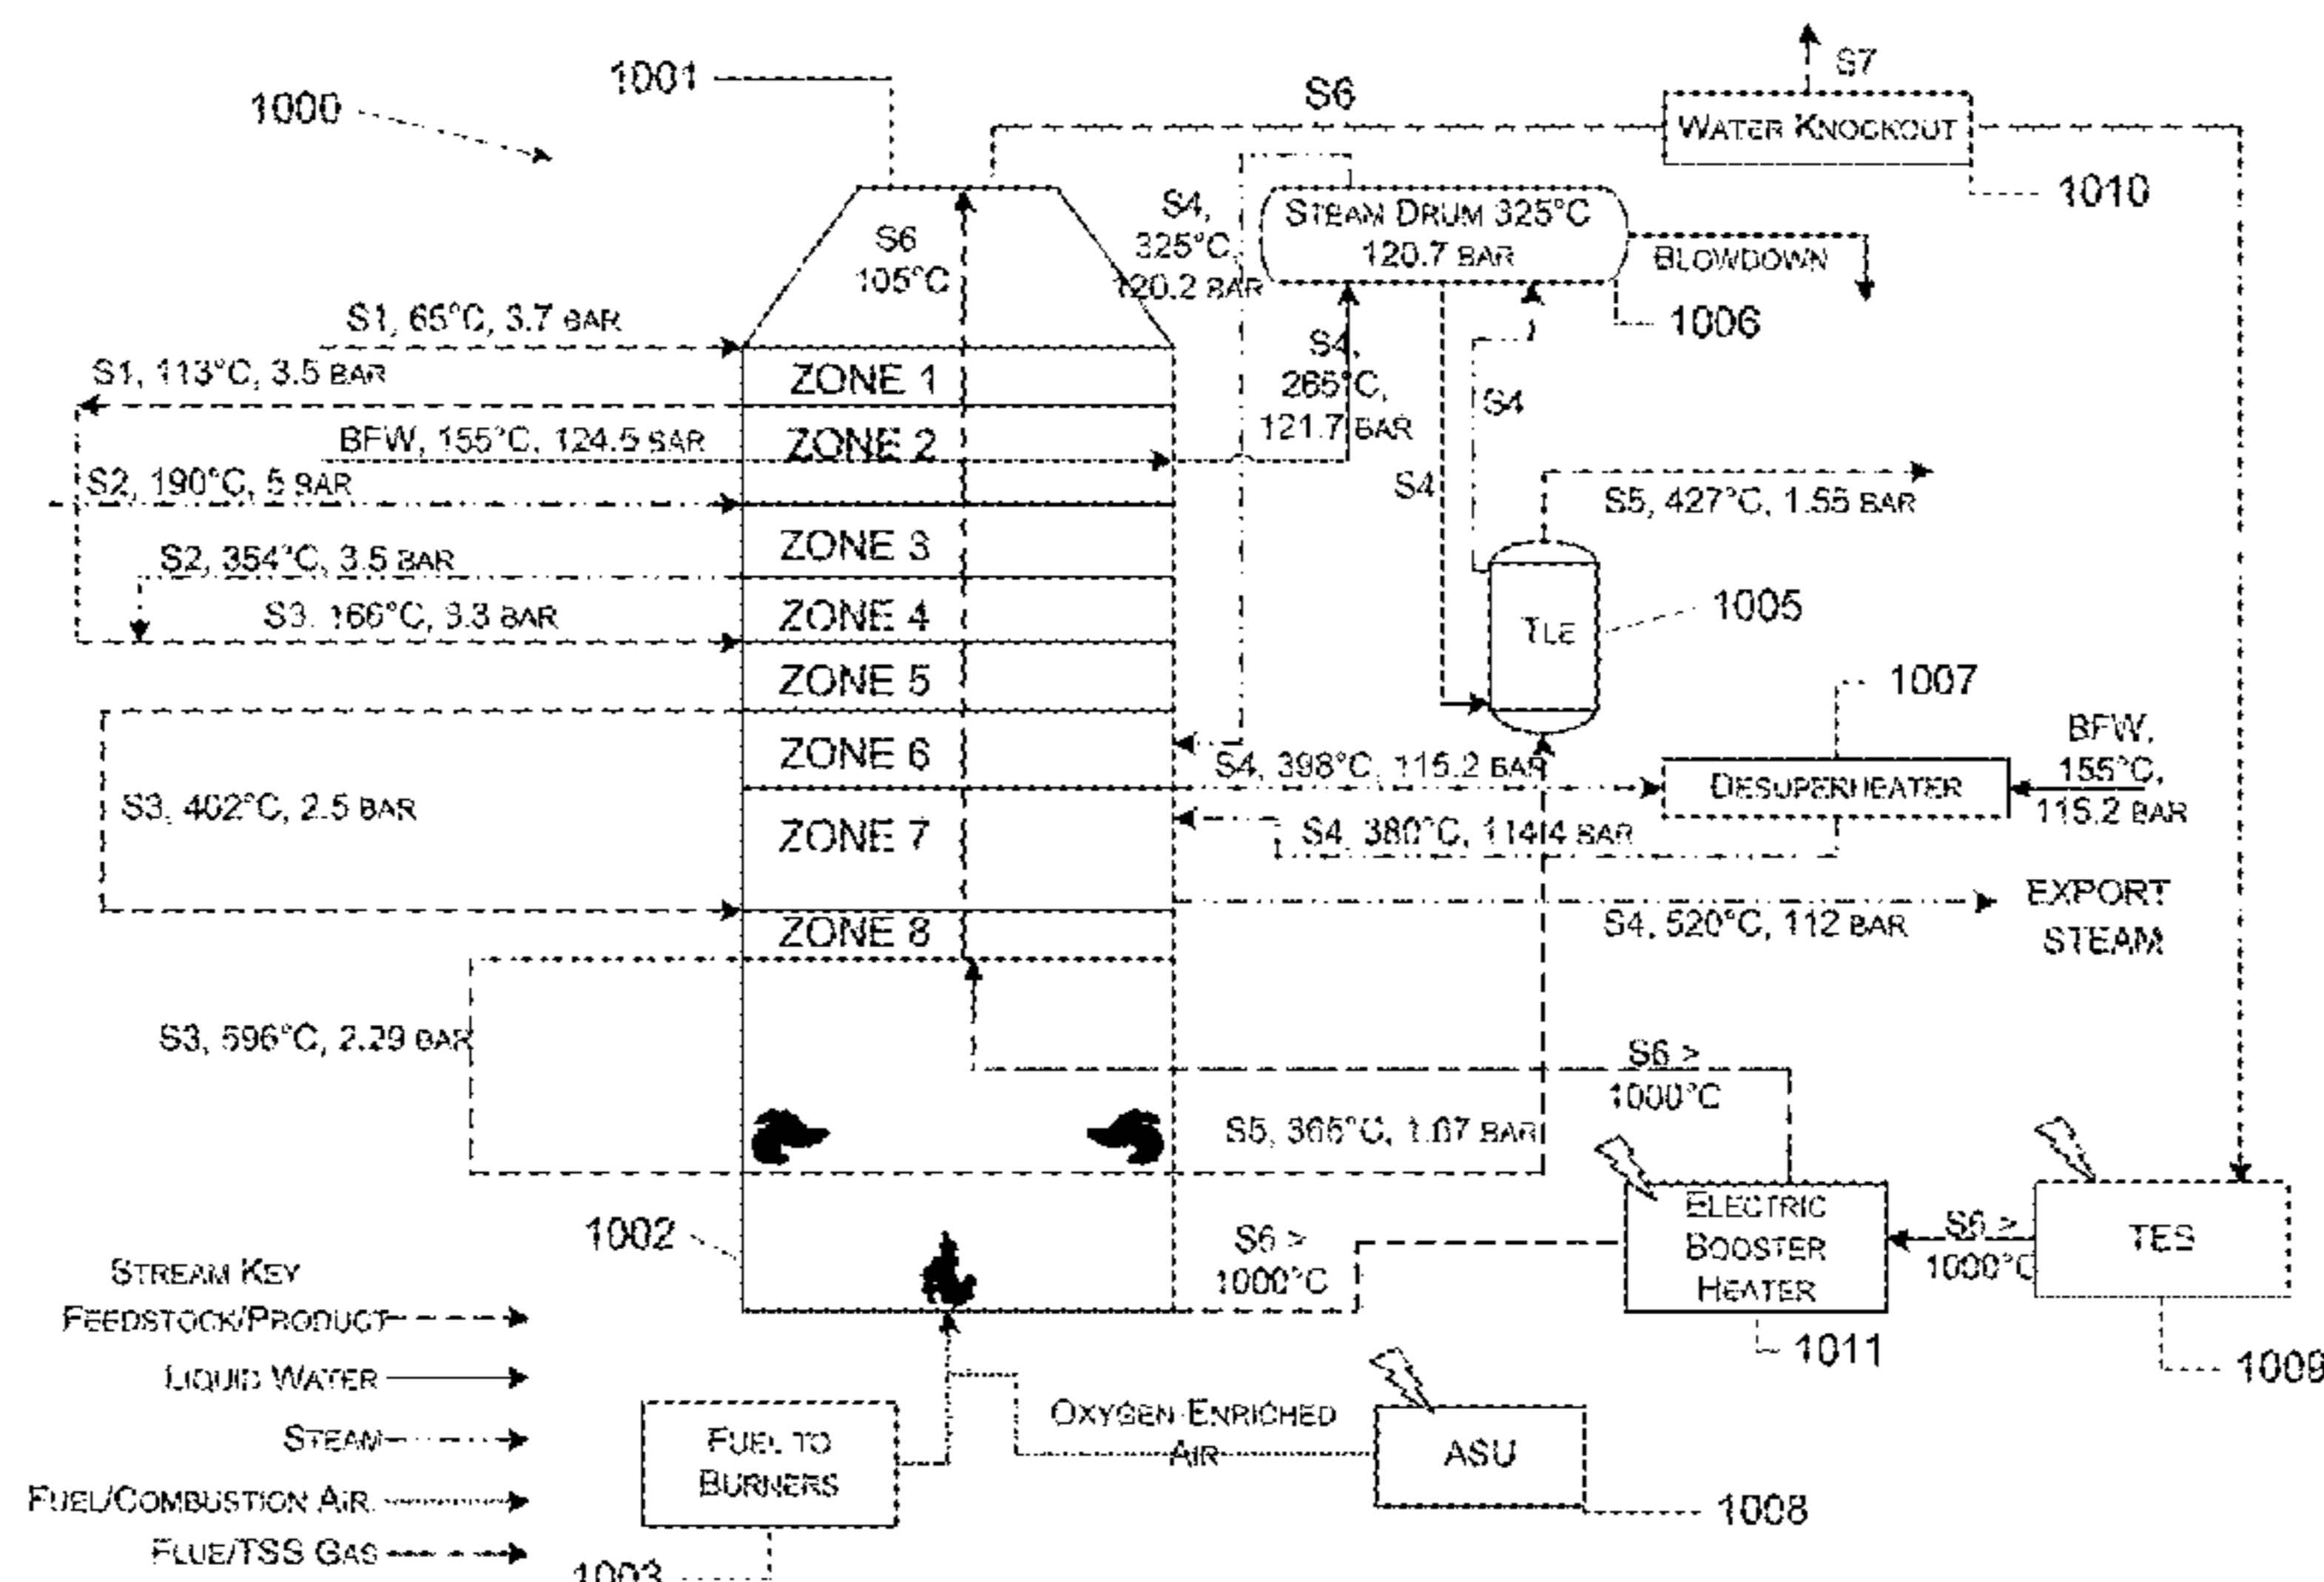 1000
1001
S6
S7
WATER KNOCKOUT
1010
S6
105°C
S4,
325°C,
120.2 BAR
STEAM DRUM 325°C
120.7 BAR
BLOWDOWN
1006
S1, 65°C, 3.7 BAR
S1, 113°C, 3.5 BAR
ZONE 1
BFW, 155°C, 124.5 BAR
ZONE 2
S4,
265°C,
121.7 BAR
S4
S4
S2, 190°C, 5 BAR
S5, 427°C, 1.55 BAR
ZONE 3
S2, 354°C, 3.5 BAR
S3, 166°C, 3.3 BAR
ZONE 4
TLE
1005
ZONE 5
1007
ZONE 6
S4, 398°C, 115.2 BAR
DESUPERHEATER
BFW,
155°C,
115.2 BAR
S3, 402°C, 2.5 BAR
ZONE 7
S4, 380°C, 114.4 BAR
EXPORT
STEAM
S4, 520°C, 112 BAR
ZONE 8
S3, 596°C, 2.29 BAR
S6 >
1000°C
S5, 1.67 BAR
1002
S6 >
1000°C
ELECTRIC
BOOSTER
HEATER
S6 >
1000°C
TES
1011
1009
STREAM KEY
FEEDSTOCK/PRODUCT
LIQUID WATER
STEAM
FUEL/COMBUSTION AIR
FLUE/TSS GAS
FUEL TO
BURNERS
1003
OXYGEN-ENRICHED
AIR
ASU
1008